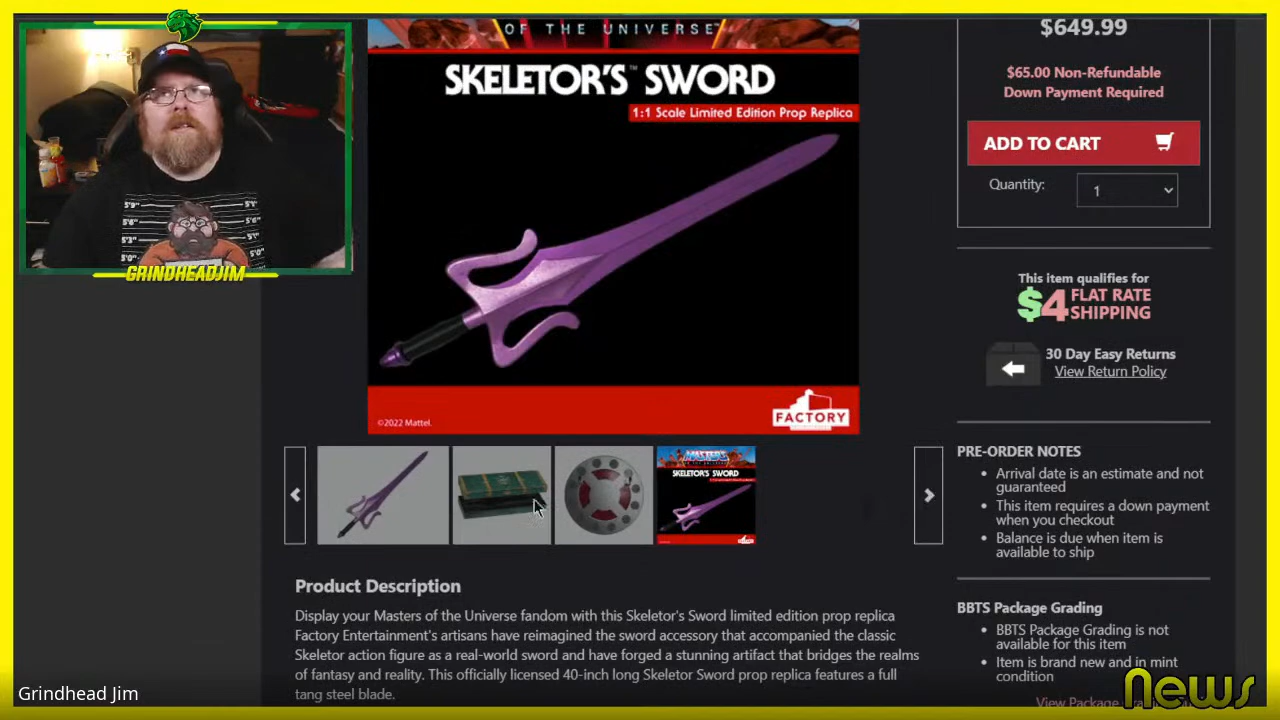 OF THE UNIVERSE™
SKELETOR'S™ SWORD
1:1 Scale Limited Edition Prop Replica
©2022 Mattel.
FACTORY
$649.99
$65.00 Non-Refundable
Down Payment Required
ADD TO CART
Quantity:
1
This item qualifies for
$4 FLAT RATE
SHIPPING
30 Day Easy Returns
View Return Policy
PRE-ORDER NOTES
Arrival date is an estimate and not
guaranteed
This item requires a down payment
when you checkout
Balance is due when item is
available to ship
BBTS Package Grading
BBTS Package Grading is not
available for this item
Item is brand new and in mint
condition
View Package
GRINDHEADJIM
MASTERS
SKELETOR'S SWORD
Product Description
Display your Masters of the Universe fandom with this Skeletor's Sword limited edition prop replica
Factory Entertainment's artisans have reimagined the sword accessory that accompanied the classic
Skeletor action figure as a real-world sword and have forged a stunning artifact that bridges the realms
of fantasy and reality. This officially licensed 40-inch long Skeletor Sword prop replica features a full
tang steel blade.
Grindhead Jim
News